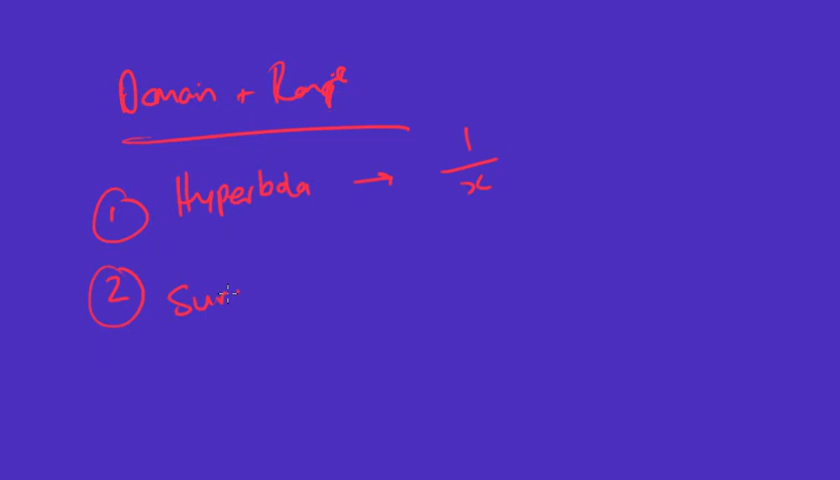 Domain + Range
1 Hyperbola → 1/x
2 Sur